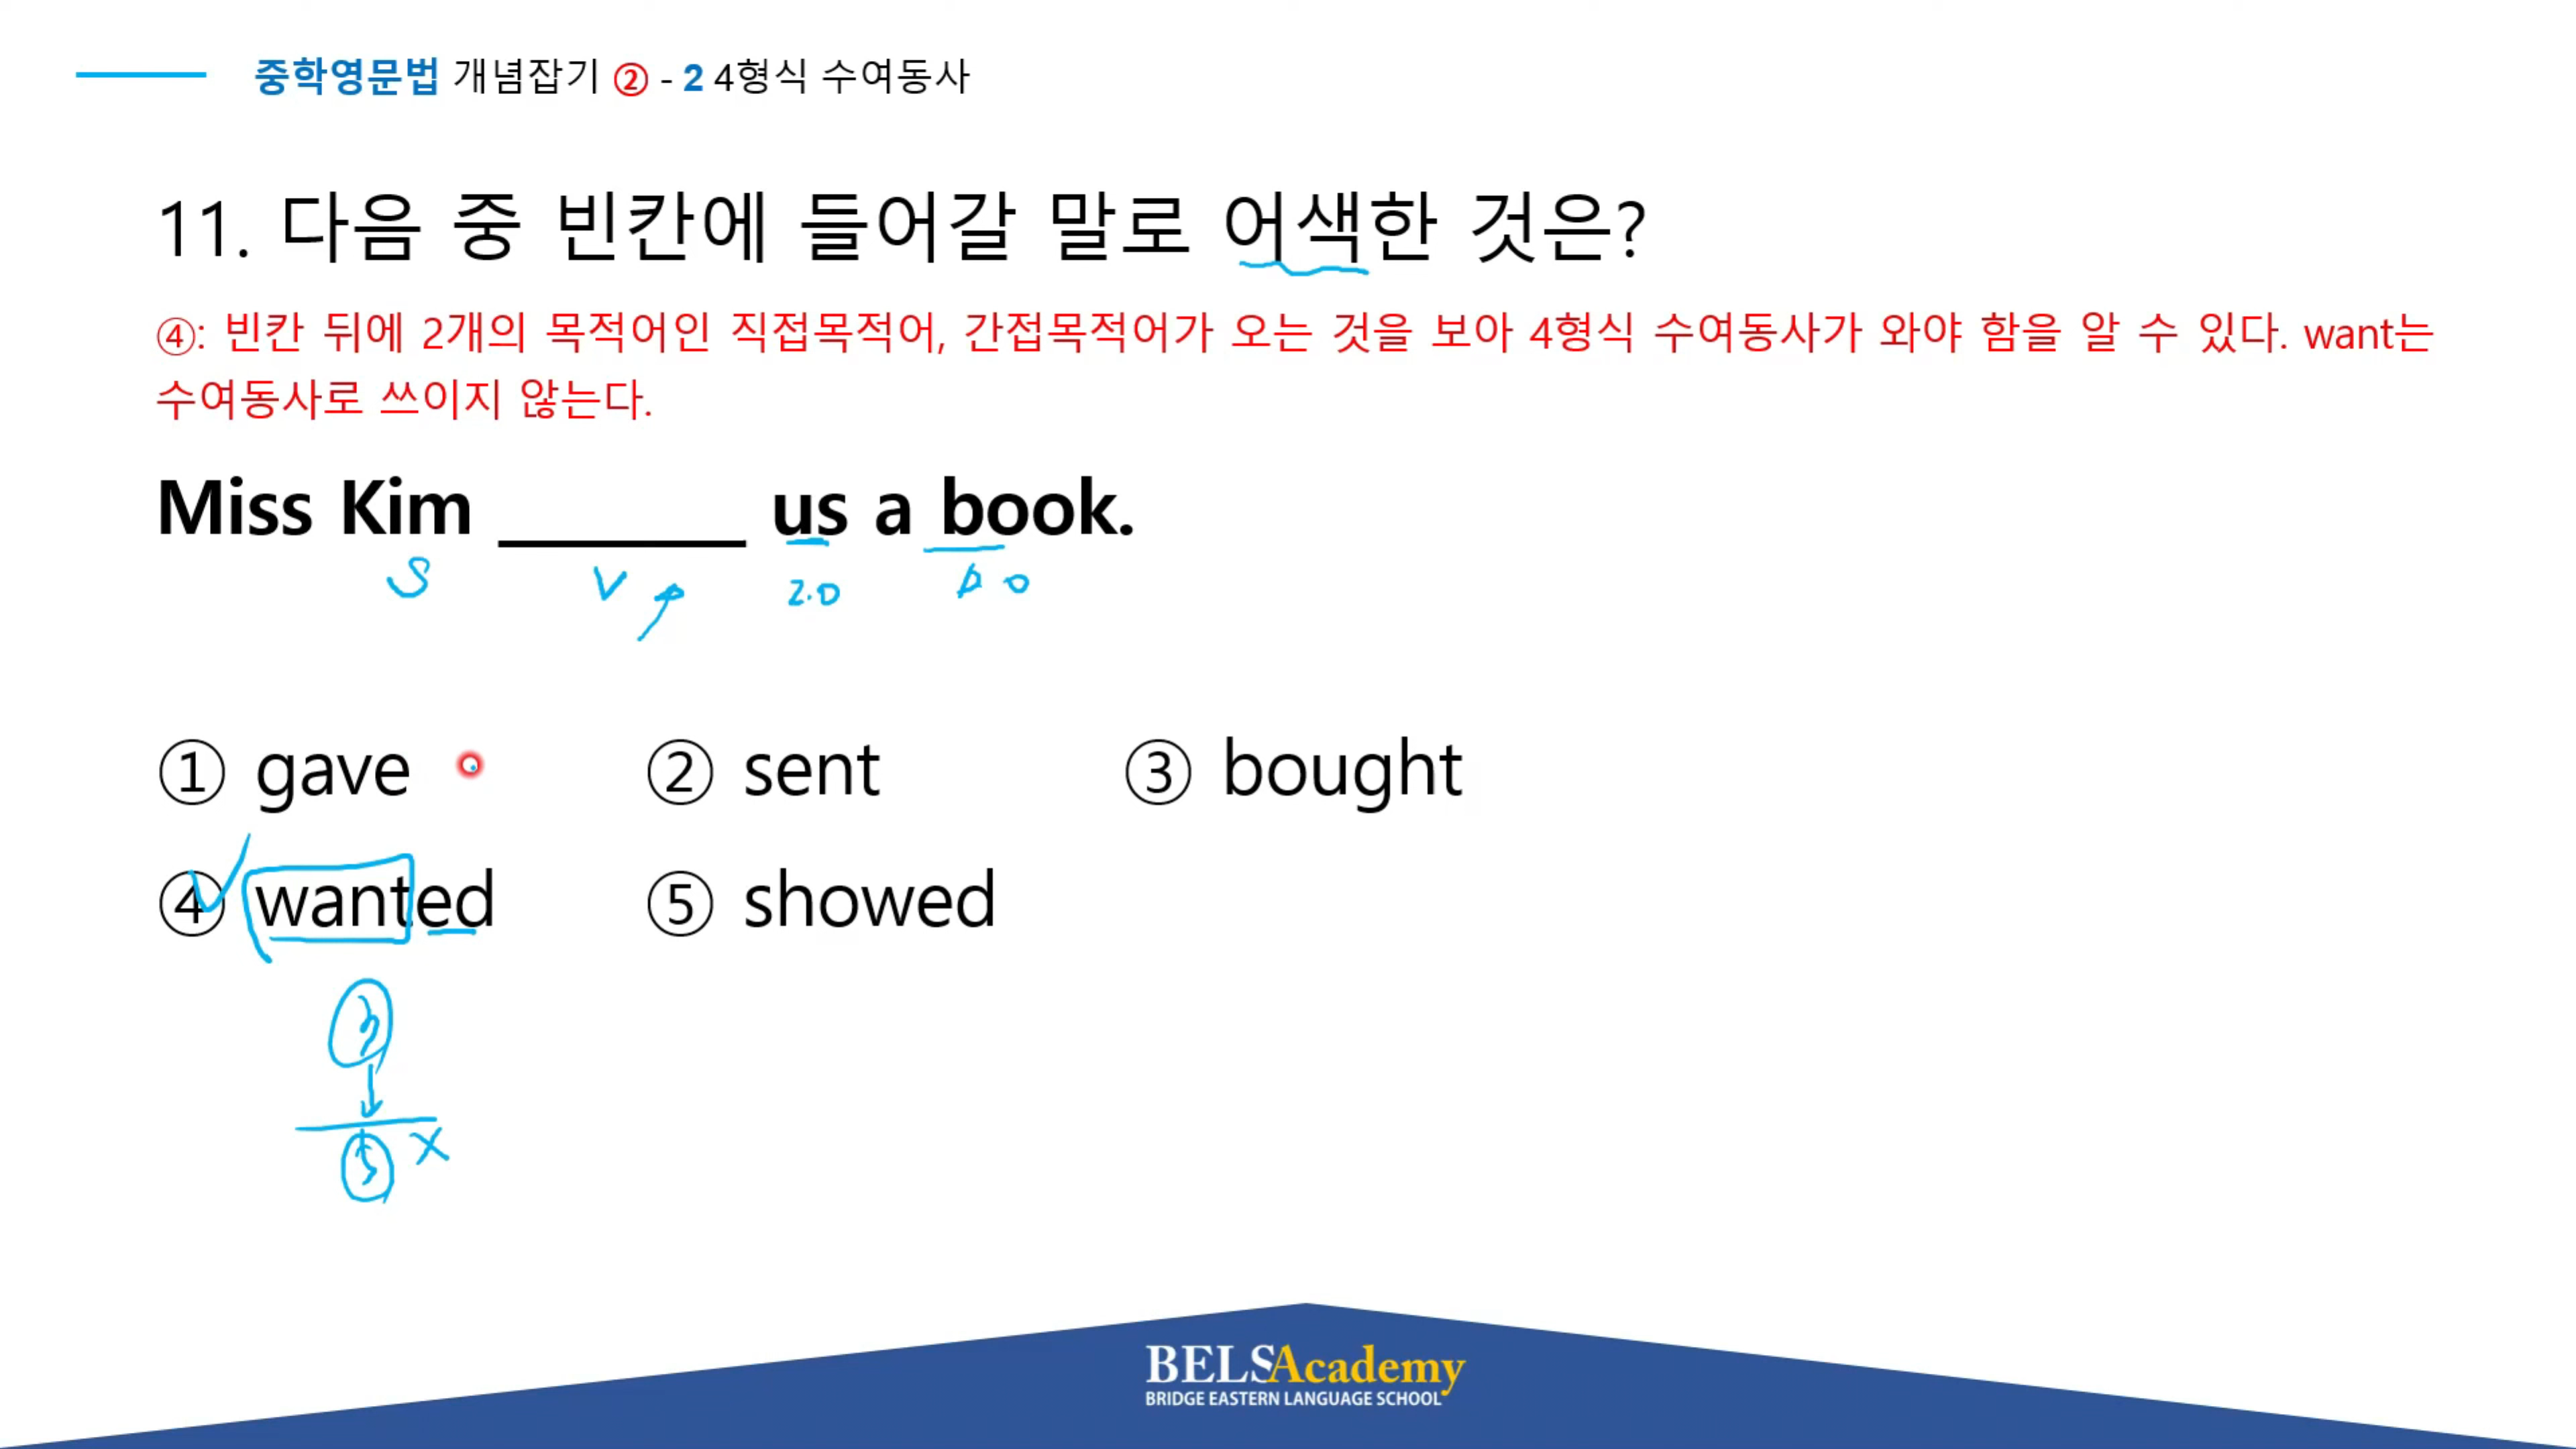 중학영문법 개념잡기 ② - 2 4형식 수여동사
11. 다음 중 빈칸에 들어갈 말로 어색한 것은?
④: 빈칸 뒤에 2개의 목적어인 직접목적어, 간접목적어가 오는 것을 보아 4형식 수여동사가 와야 함을 알 수 있다. want는
수여동사로 쓰이지 않는다.
Miss Kim ________ us a book.
S V I.O D O
① gave ② sent ③ bought
④ wanted ⑤ showed
③
⑤ X
BELS Academy
BRIDGE EASTERN LANGUAGE SCHOOL